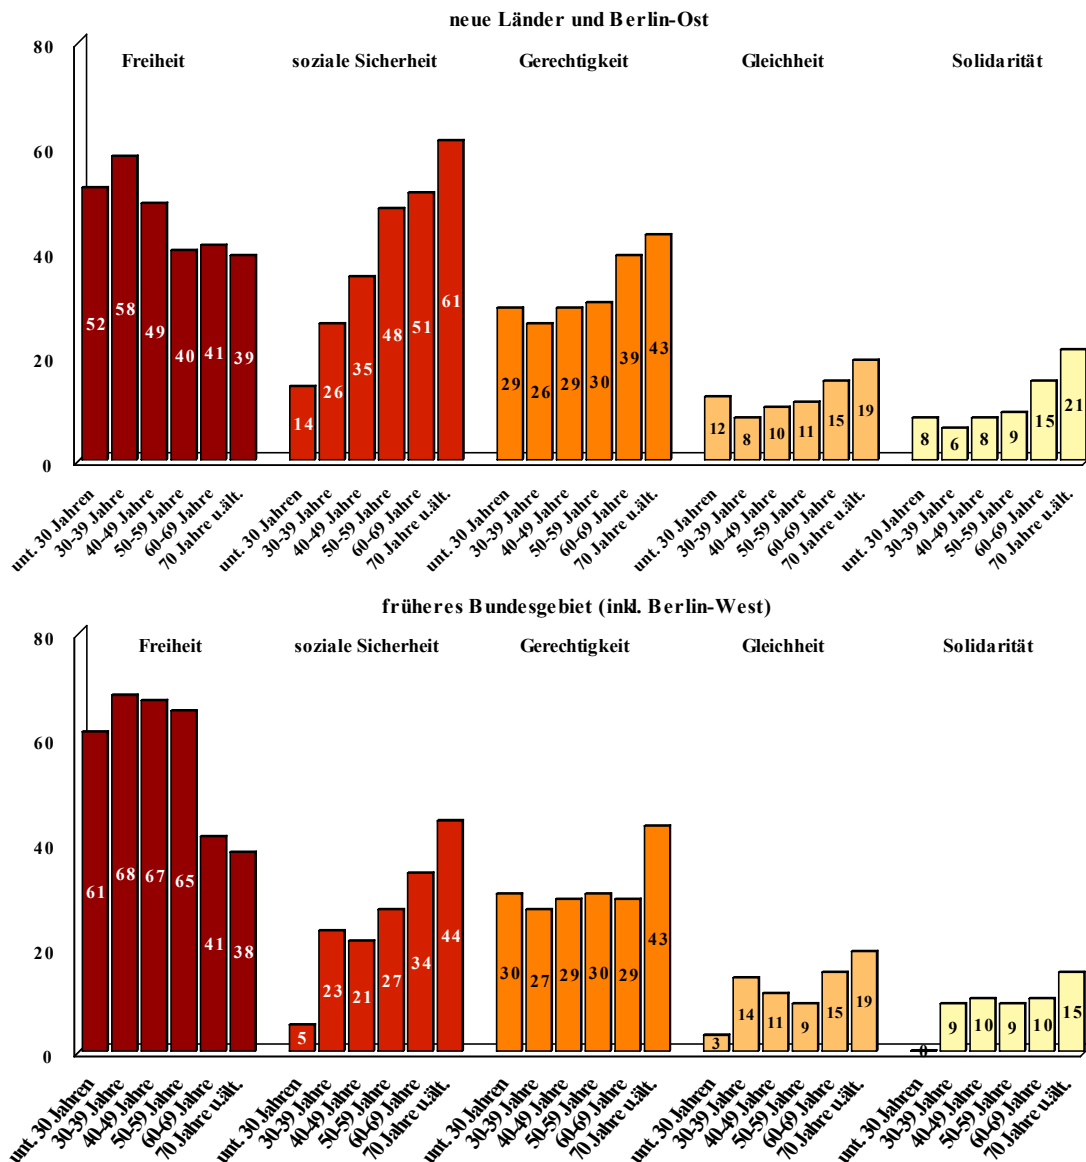 neue Länder und Berlin-Ost
80
60
40
20
0
Freiheit soziale Sicherheit Gerechtigkeit Gleichheit Solidarität
52 58 49 40 41 39
14 26 35 48 51 61
29 26 29 30 39 43
12 8 10 11 15 19
8 6 8 9 15 21
unt. 30 Jahren 30-39 Jahre 40-49 Jahre 50-59 Jahre 60-69 Jahre 70 Jahre u.ält.
unt. 30 Jahren 30-39 Jahre 40-49 Jahre 50-59 Jahre 60-69 Jahre 70 Jahre u.ält.
unt. 30 Jahren 30-39 Jahre 40-49 Jahre 50-59 Jahre 60-69 Jahre 70 Jahre u.ält.
unt. 30 Jahren 30-39 Jahre 40-49 Jahre 50-59 Jahre 60-69 Jahre 70 Jahre u.ält.
unt. 30 Jahren 30-39 Jahre 40-49 Jahre 50-59 Jahre 60-69 Jahre 70 Jahre u.ält.
früheres Bundesgebiet (inkl. Berlin-West)
80
60
40
20
0
Freiheit soziale Sicherheit Gerechtigkeit Gleichheit Solidarität
61 68 67 65 41 38
5 23 21 27 34 44
30 27 29 30 29 43
3 14 11 9 15 19
0 9 10 9 10 15
unt. 30 Jahren 30-39 Jahre 40-49 Jahre 50-59 Jahre 60-69 Jahre 70 Jahre u.ält.
unt. 30 Jahren 30-39 Jahre 40-49 Jahre 50-59 Jahre 60-69 Jahre 70 Jahre u.ält.
unt. 30 Jahren 30-39 Jahre 40-49 Jahre 50-59 Jahre 60-69 Jahre 70 Jahre u.ält.
unt. 30 Jahren 30-39 Jahre 40-49 Jahre 50-59 Jahre 60-69 Jahre 70 Jahre u.ält.
unt. 30 Jahren 30-39 Jahre 40-49 Jahre 50-59 Jahre 60-69 Jahre 70 Jahre u.ält.